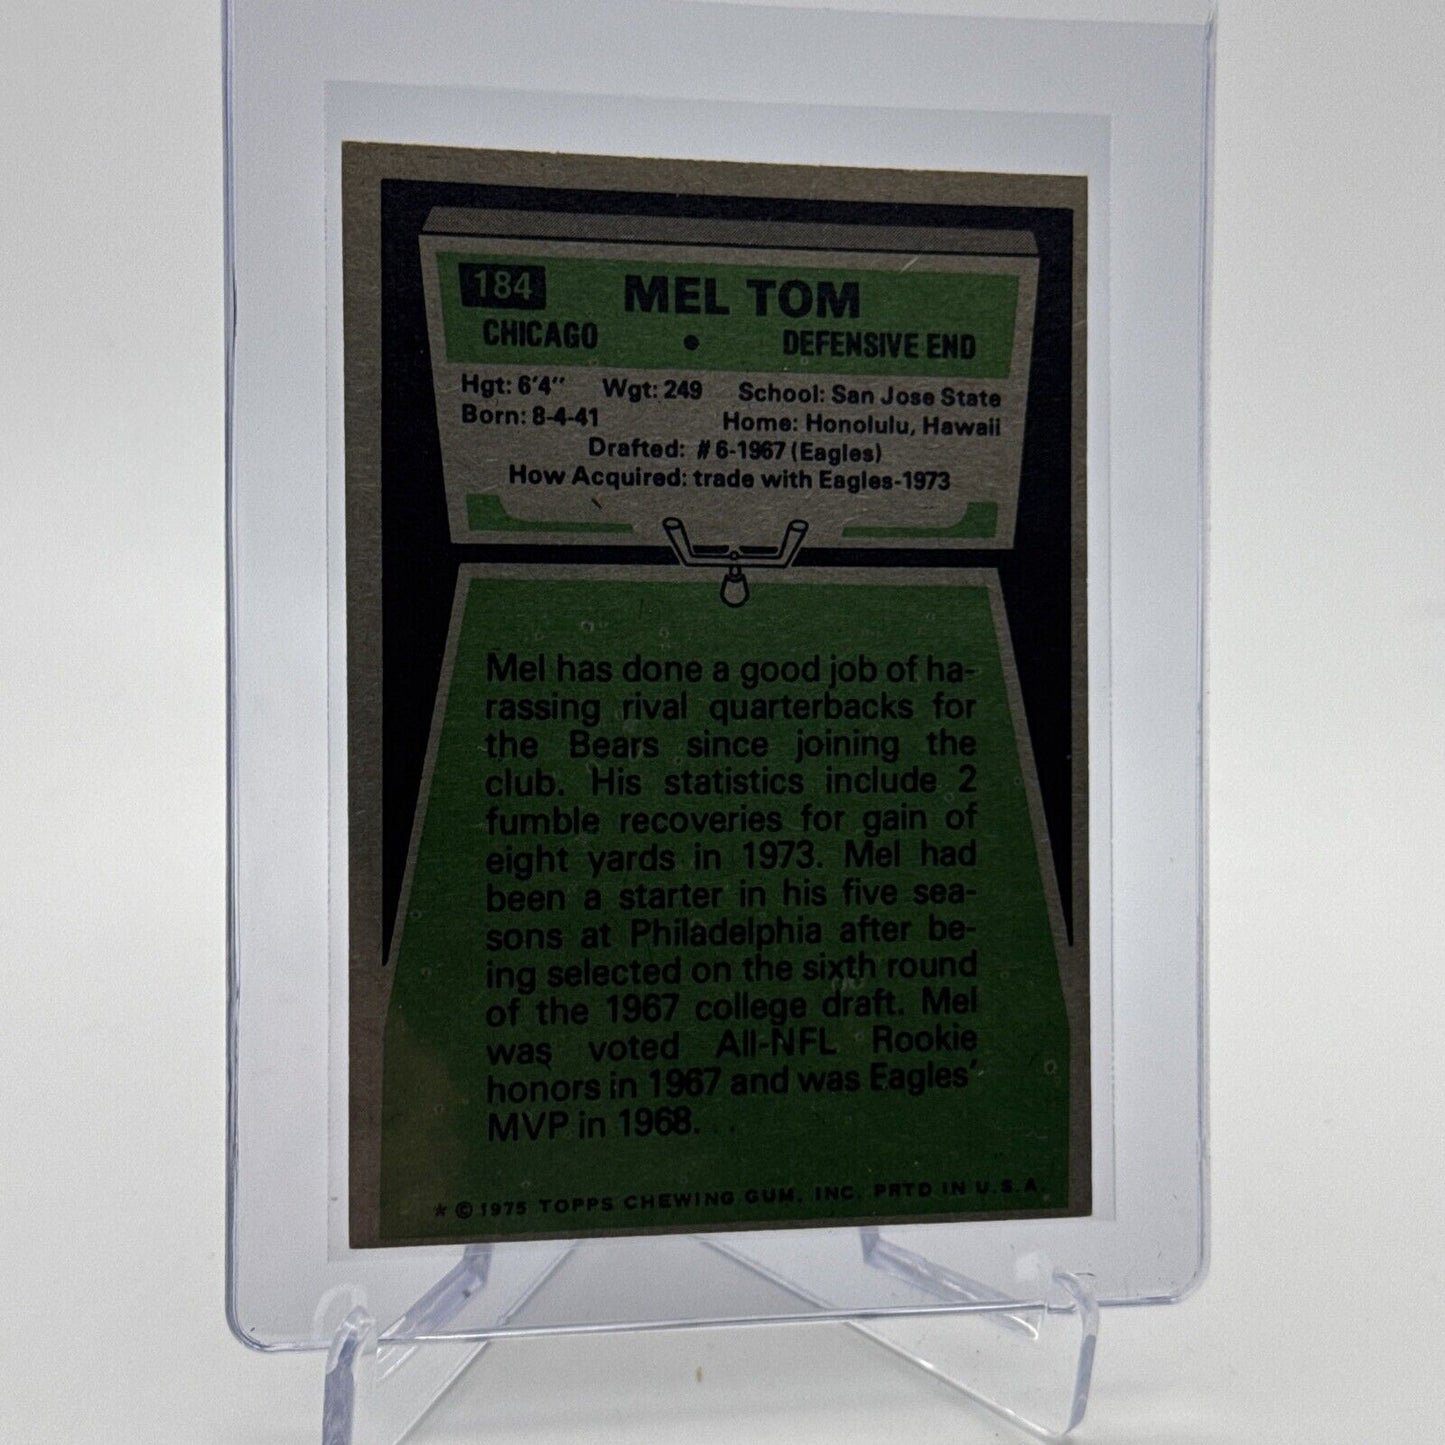 184 MEL TOM
CHICAGO • DEFENSIVE END
Hgt: 6'4" Wgt: 249 School: San Jose State
Born: 8-4-41 Home: Honolulu, Hawaii
Drafted: #6-1967 (Eagles)
How Acquired: trade with Eagles-1973
Mel has done a good job of ha-
rassing rival quarterbacks for
the Bears since joining the
club. His statistics include 2
fumble recoveries for gain of
eight yards in 1973. Mel had
been a starter in his five sea-
sons at Philadelphia after be-
ing selected on the sixth round
of the 1967 college draft. Mel
was voted All-NFL Rookie
honors in 1967 and was Eagles'
MVP in 1968.
* © 1975 TOPPS CHEWING GUM, INC. PRTD IN U.S.A.